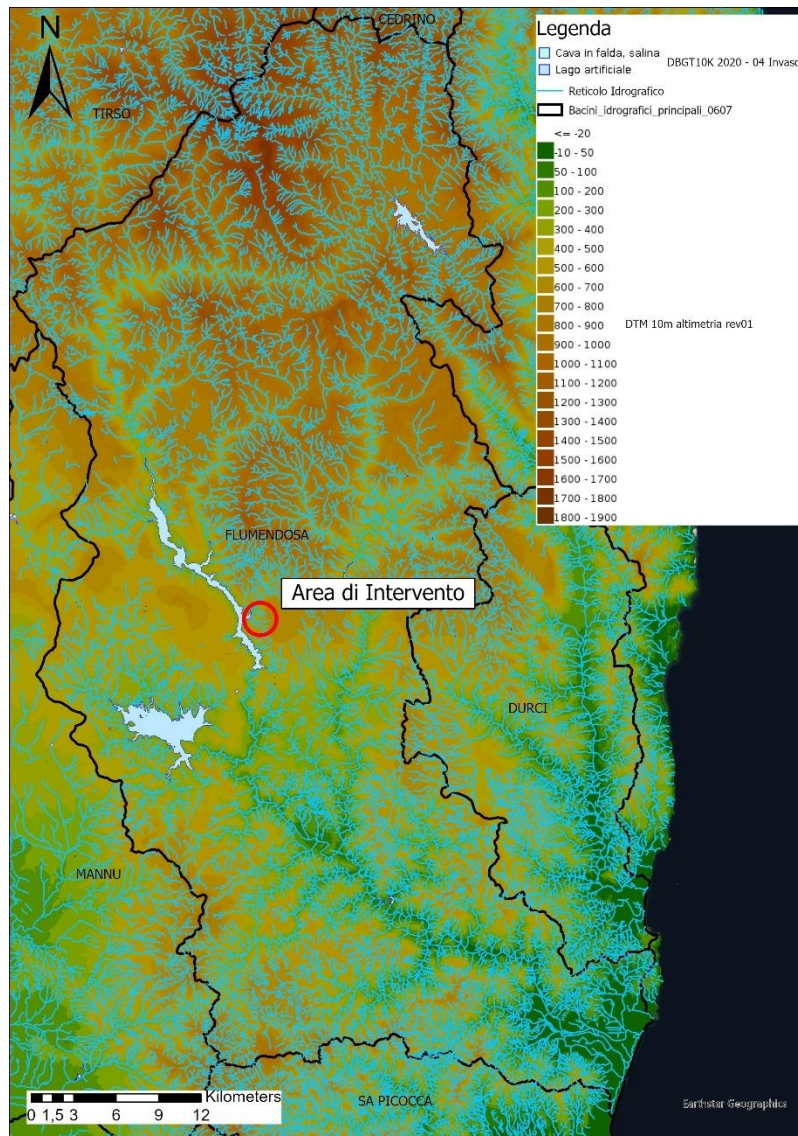 CEDRINO
N
TIRSO
Legenda
Cava in falda, salina
Lago artificiale
DBGT10K 2020 - 04 Invaso
Reticolo Idrografico
Bacini_idrografici_principali_0607
<= -20
-10 - 50
50 - 100
100 - 200
200 - 300
300 - 400
400 - 500
500 - 600
600 - 700
700 - 800
800 - 900
900 - 1000
1000 - 1100
1100 - 1200
1200 - 1300
1300 - 1400
1400 - 1500
1500 - 1600
1600 - 1700
1700 - 1800
1800 - 1900
DTM 10m altimetria rev01
FLUMENDOSA
Area di Intervento
DURCI
MANNU
SA PICOCCA
Kilometers
0 1,5 3 6 9 12
Earthstar Geographics